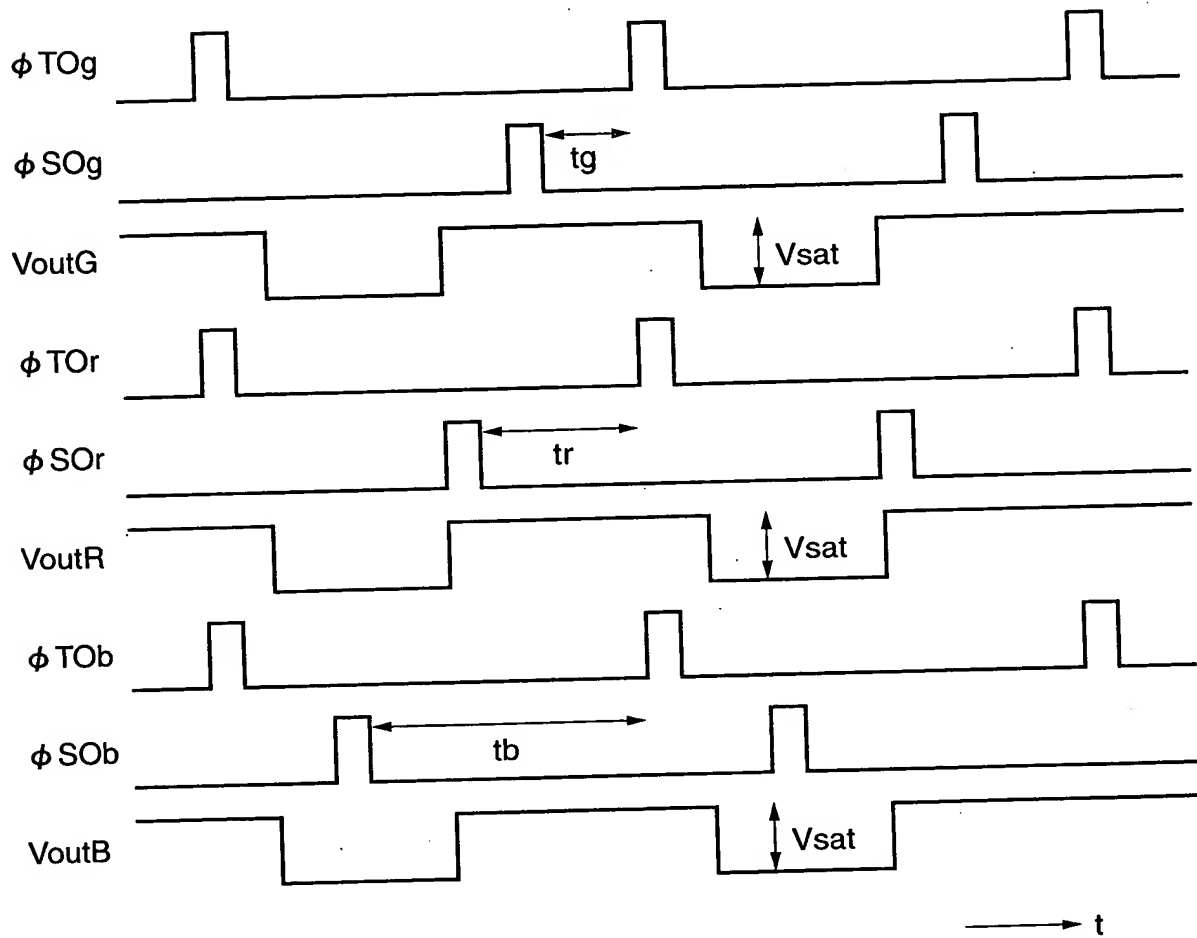 ϕ TOg
ϕ SOg
tg
VoutG
Vsat
ϕ TOr
ϕ SOr
tr
VoutR
Vsat
ϕ TOb
ϕ SOb
tb
VoutB
Vsat
t